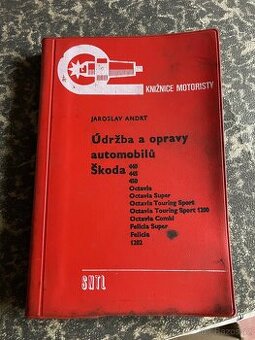 KNIŽNICE MOTORISTY
JAROSLAV ANDRT
Údržba a opravy
automobilů
Škoda 440
445
450
Octavia
Octavia Super
Octavia Touring Sport
Octavia Touring Sport 1200
Octavia Combi
Felicia Super
Felicia
1202
SNTL